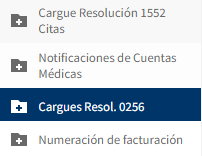 Cargue Resolución 1552
Citas
Notificaciones de Cuentas
Médicas
Cargues Resol. 0256
Numeración de facturación